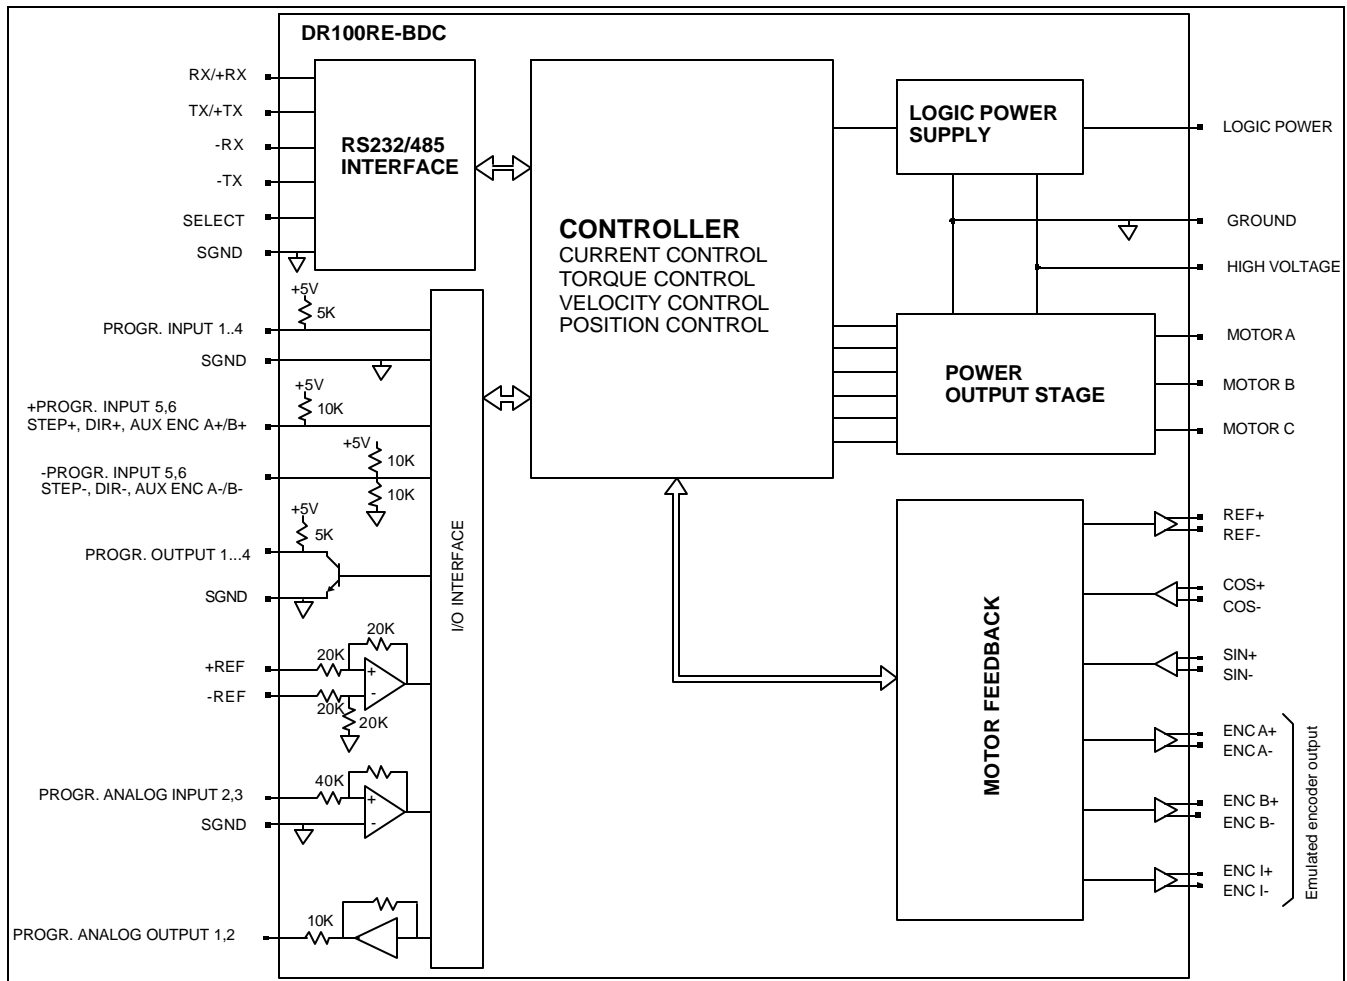 DR100RE-BDC
RX/+RX
TX/+TX
-RX
-TX
SELECT
SGND
RS232/485
INTERFACE
CONTROLLER
CURRENT CONTROL
TORQUE CONTROL
VELOCITY CONTROL
POSITION CONTROL
LOGIC POWER
SUPPLY
LOGIC POWER
GROUND
HIGH VOLTAGE
+5V
5K
PROGR. INPUT 1..4
SGND
+5V
10K
+PROGR. INPUT 5,6
STEP+, DIR+, AUX ENC A+/B+
+5V
10K
-PROGR. INPUT 5,6
STEP-, DIR-, AUX ENC A-/B-
10K
+5V
5K
PROGR. OUTPUT 1...4
SGND
I/O INTERFACE
POWER
OUTPUT STAGE
MOTOR A
MOTOR B
MOTOR C
20K
20K
+REF
+
-REF
-
20K
20K
40K
PROGR. ANALOG INPUT 2,3
+
SGND
-
10K
PROGR. ANALOG OUTPUT 1,2
MOTOR FEEDBACK
REF+
REF-
COS+
COS-
SIN+
SIN-
ENC A+
ENC A-
ENC B+
ENC B-
ENC I+
ENC I-
Emulated encoder output